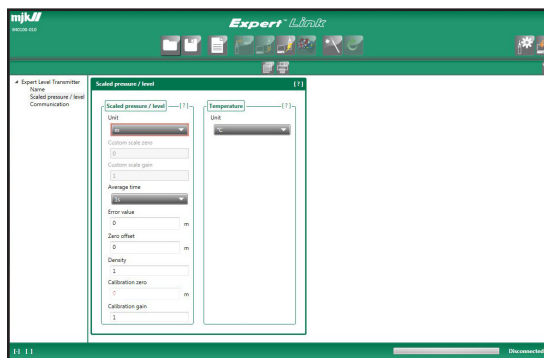 mjk
Expert Link
Expert Level Transmitter
Name
Scaled pressure / level
Communication
Scaled pressure / level [?]
Scaled pressure / level [?]
Unit
m
Custom scale zero
0
Custom scale gain
1
Average time
1s
Error value
0 m
Zero offset
0 m
Density
1
Calibration zero
0 m
Calibration gain
1
Temperature [?]
Unit
°C
Disconnected